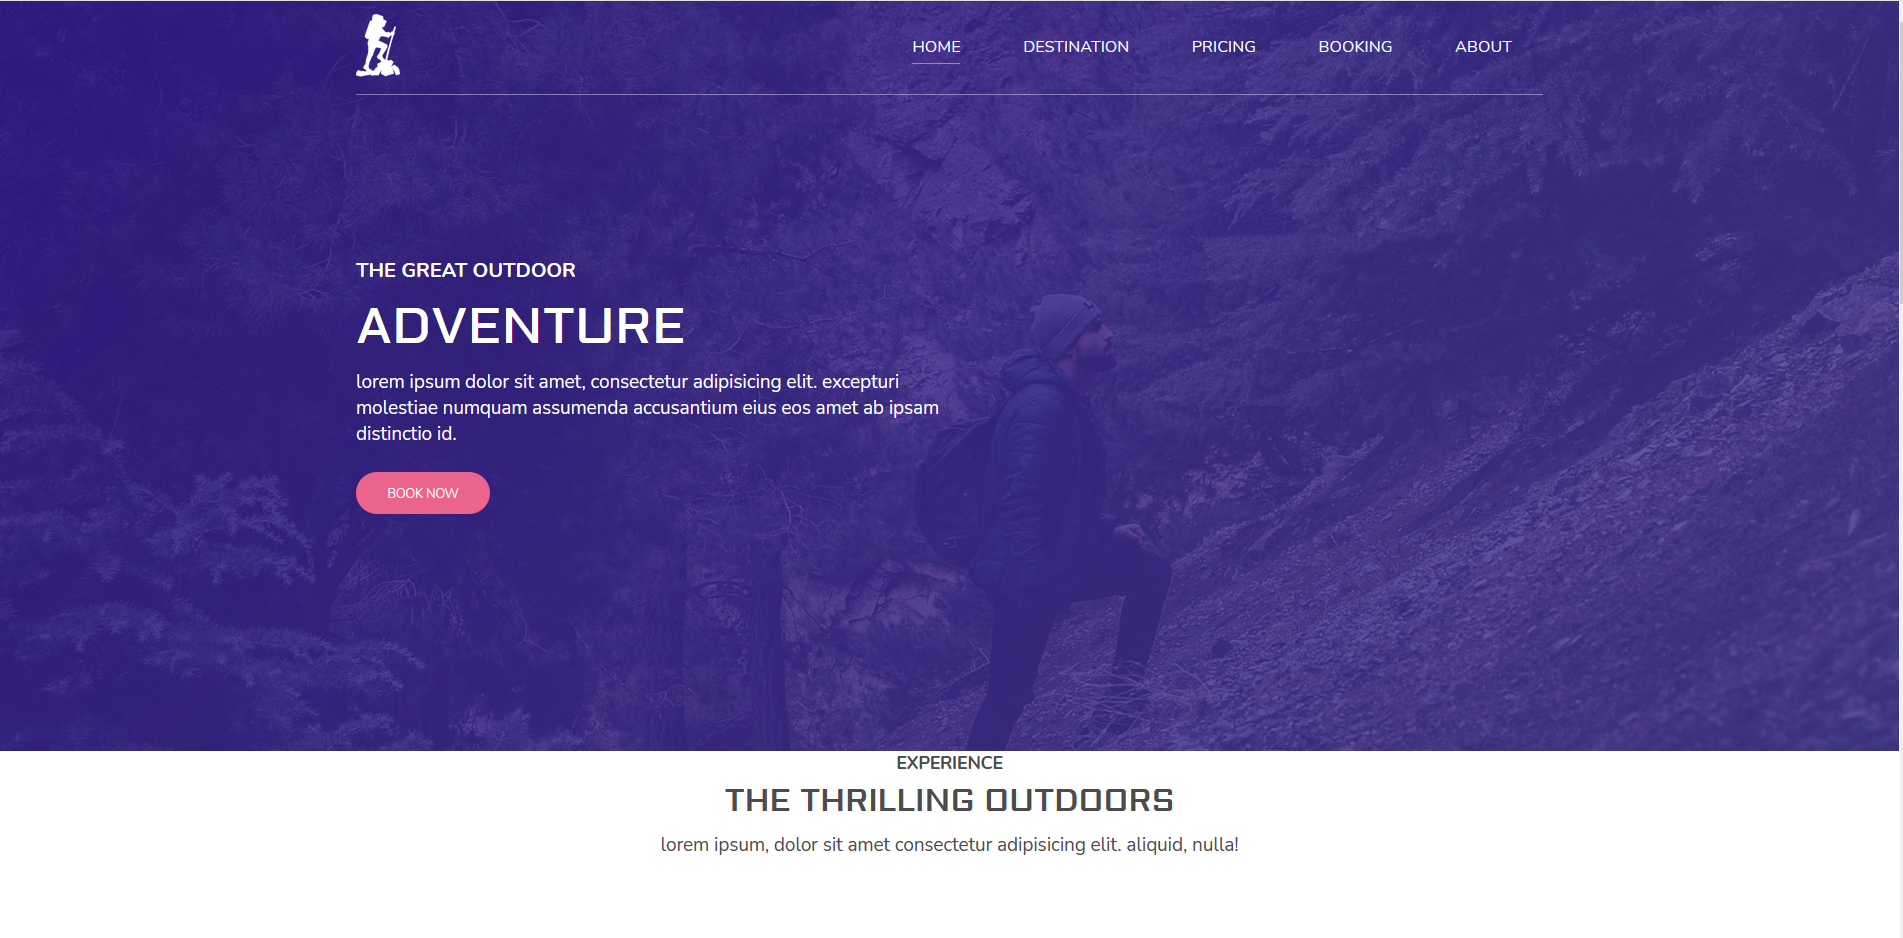 HOME DESTINATION PRICING BOOKING ABOUT
THE GREAT OUTDOOR
ADVENTURE
lorem ipsum dolor sit amet, consectetur adipisicing elit. excepturi
molestiae numquam assumenda accusantium eius eos amet ab ipsam
distinctio id.
BOOK NOW
EXPERIENCE
THE THRILLING OUTDOORS
lorem ipsum, dolor sit amet consectetur adipisicing elit. aliquid, nulla!